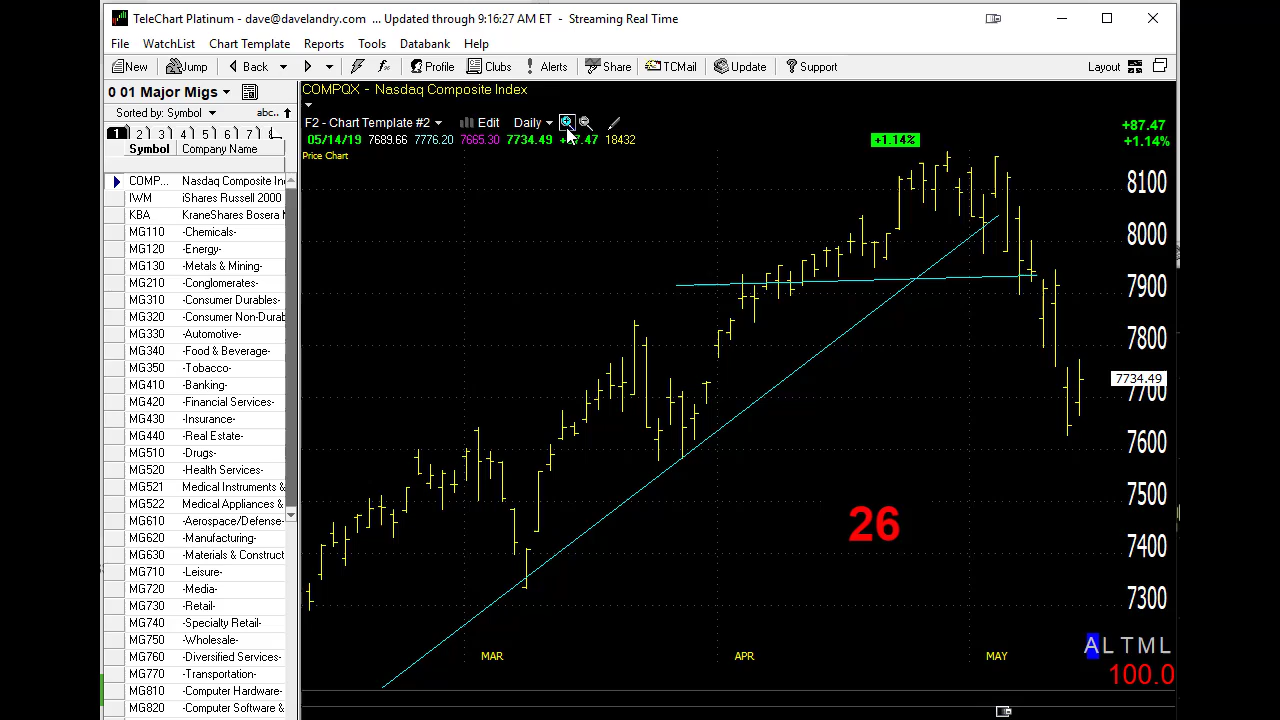 TeleChart Platinum - dave@davelandry.com ... Updated through 9:16:27 AM ET - Streaming Real Time
File WatchList Chart Template Reports Tools Databank Help
New Jump Back Profile Clubs Alerts Share TCMail Update Support Layout
0 01 Major Migs
COMPQX - Nasdaq Composite Index
Sorted by: Symbol abc..
F2 - Chart Template #2 Edit Daily
1 2 3 4 5 6 7
05/14/19 7689.66 7776.20 7665.30 7734.49 18432
+1.14%
+87.47
+1.14%
Symbol Company Name
Price Chart
COMP... Nasdaq Composite In
IWM iShares Russell 2000
KBA KraneShares Bosera
MG110 -Chemicals-
MG120 -Energy-
MG130 -Metals & Mining-
MG210 -Conglomerates-
MG310 -Consumer Durables-
MG320 -Consumer Non-Durab
MG330 -Automotive-
MG340 -Food & Beverage-
MG350 -Tobacco-
MG410 -Banking-
MG420 -Financial Services-
MG430 -Insurance-
MG440 -Real Estate-
MG510 -Drugs-
MG520 -Health Services-
MG521 Medical Instruments &
MG522 Medical Appliances &
MG610 -Aerospace/Defense-
MG620 -Manufacturing-
MG630 -Materials & Construct
MG710 -Leisure-
MG720 -Media-
MG730 -Retail-
MG740 -Specialty Retail-
MG750 -Wholesale-
MG760 -Diversified Services-
MG770 -Transportation-
MG810 -Computer Hardware-
MG820 -Computer Software &
8100
8000
7900
7800
7734.49
7700
7600
7500
7400
7300
26
MAR APR MAY
A L T M L
100.0